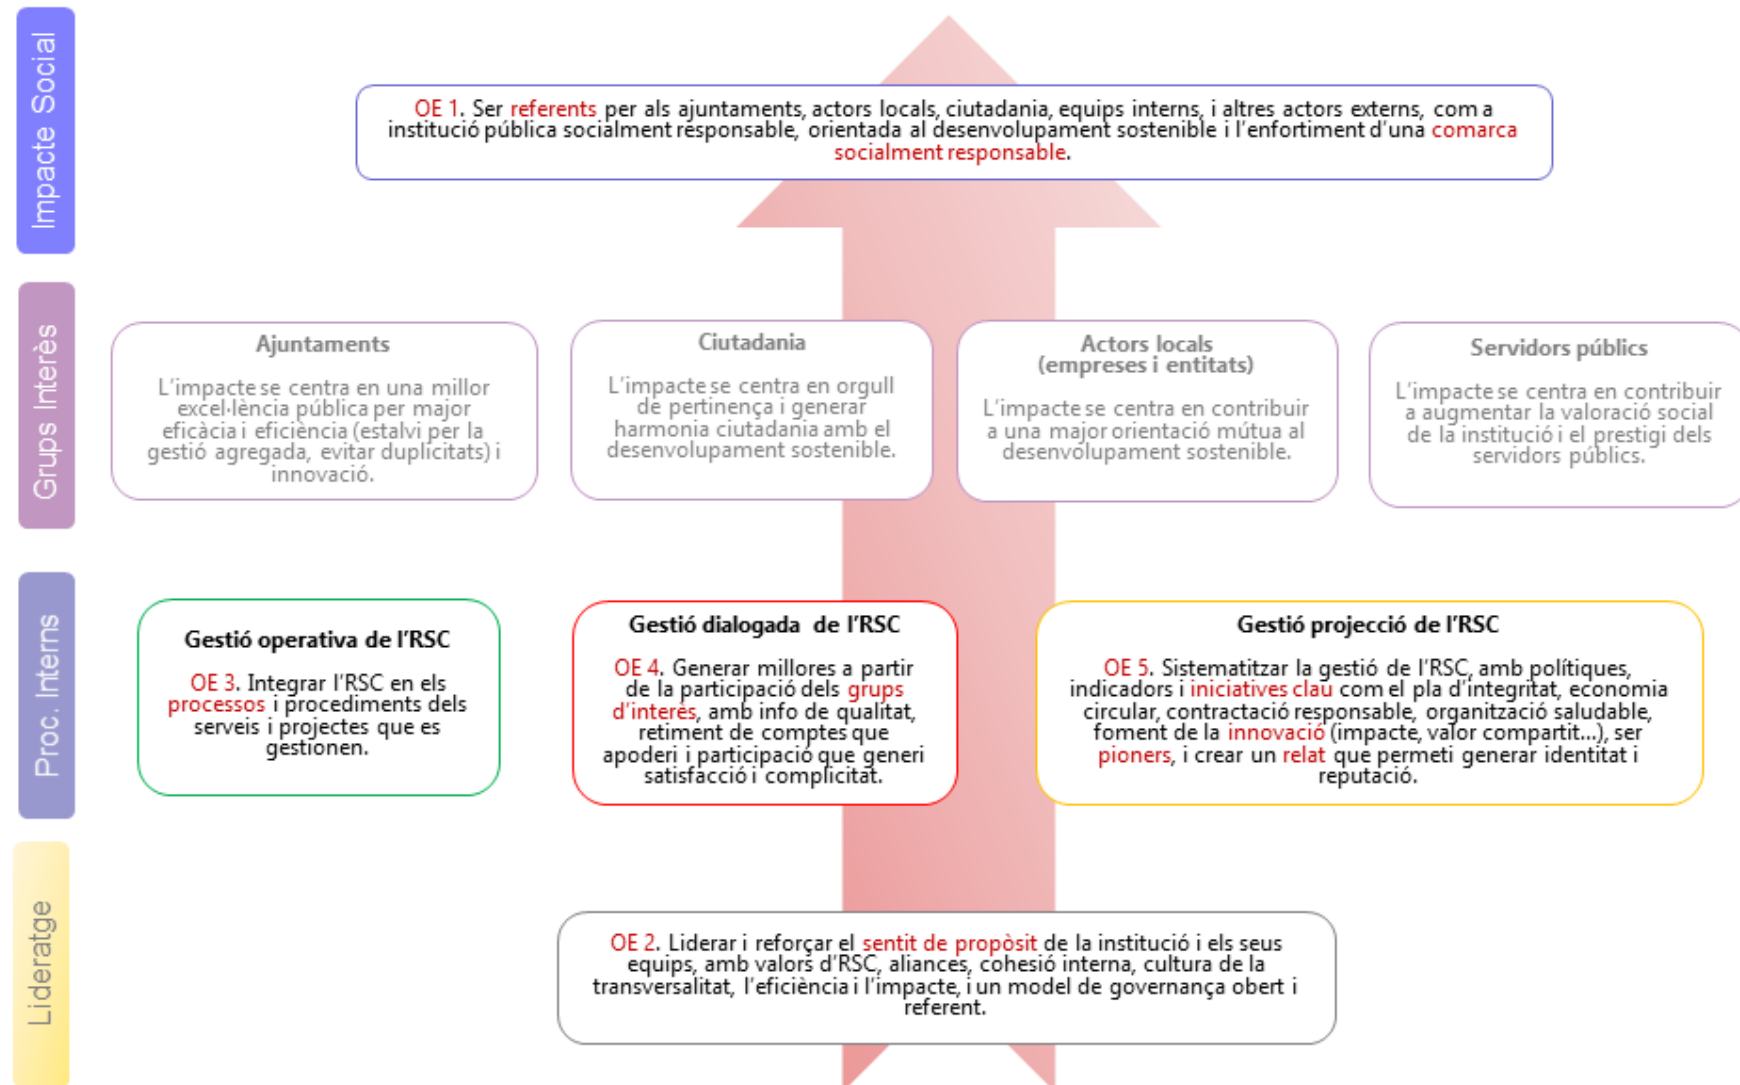 Impacte Social
OE 1. Ser referents per als ajuntaments, actors locals, ciutadania, equips interns, i altres actors externs, com a
institució pública socialment responsable, orientada al desenvolupament sostenible i l'enfortiment d'una comarca
socialment responsable.
Grups Interès
Ajuntaments
L'impacte se centra en una millor
excel·lència pública per major
eficàcia i eficiència (estalvi per la
gestió agregada, evitar duplicitats) i
innovació.
Ciutadania
L'impacte se centra en orgull
de pertinença i generar
harmonia ciutadania amb el
desenvolupament sostenible.
Actors locals
(empreses i entitats)
L'impacte se centra en contribuir
a una major orientació mútua al
desenvolupament sostenible.
Servidors públics
L'impacte se centra en contribuir
a augmentar la valoració social
de la institució i el prestigi dels
servidors públics.
Proc. Interns
Gestió operativa de l'RSC
OE 3. Integrar l'RSC en els
processos i procediments dels
serveis i projectes que es
gestionen.
Gestió dialogada de l'RSC
OE 4. Generar millores a partir
de la participació dels grups
d'interès, amb info de qualitat,
retiment de comptes que
apoderi i participació que generi
satisfacció i complicitat.
Gestió projecció de l'RSC
OE 5. Sistematitzar la gestió de l'RSC, amb polítiques,
indicadors i iniciatives clau com el pla d'integritat, economia
circular, contractació responsable, organització saludable,
foment de la innovació (impacte, valor compartit...), ser
pioners, i crear un relat que permeti generar identitat i
reputació.
Lideratge
OE 2. Liderar i reforçar el sentit de propòsit de la institució i els seus
equips, amb valors d'RSC, aliances, cohesió interna, cultura de la
transversalitat, l'eficiència i l'impacte, i un model de governança obert i
referent.